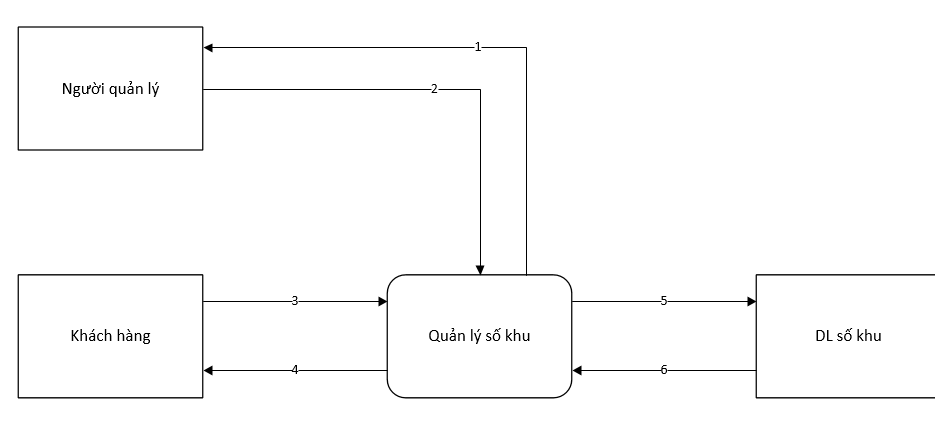 1
Người quản lý
2
3
5
Khách hàng
Quản lý số khu
DL số khu
4
6